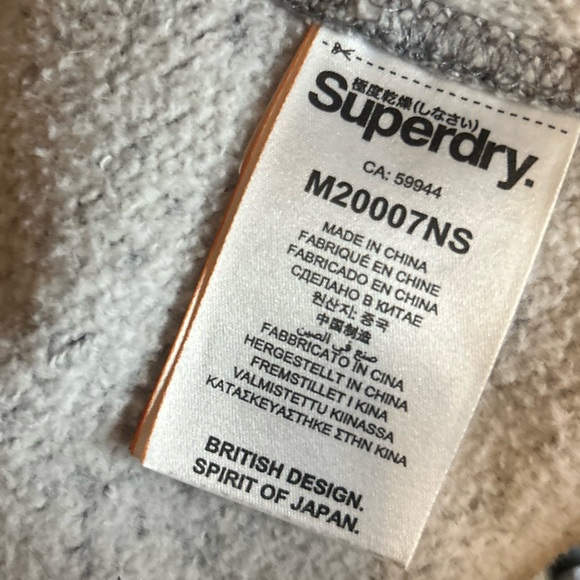 極度乾燥(しなさい)
Superdry.
CA: 59944
M20007NS
MADE IN CHINA
FABRIQUÉ EN CHINE
FABRICADO EN CHINA
СДЕЛАНО В КИТАЕ
원산지: 중국
中国制造
صنع في الصين
FABBRICATO IN CINA
HERGESTELLT IN CHINA
FREMSTILLET I KINA
VALMISTETTU KIINASSA
ΚΑΤΑΣΚΕΥΑΣΤΗΚΕ ΣΤΗΝ ΚΙΝΑ
BRITISH DESIGN.
SPIRIT OF JAPAN.